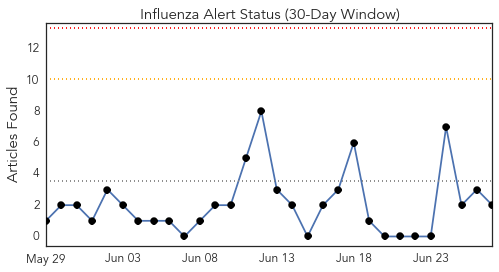 Influenza Alert Status (30-Day Window)
Articles Found
12
10
8
6
4
2
0
May 29
Jun 03
Jun 08
Jun 13
Jun 18
Jun 23